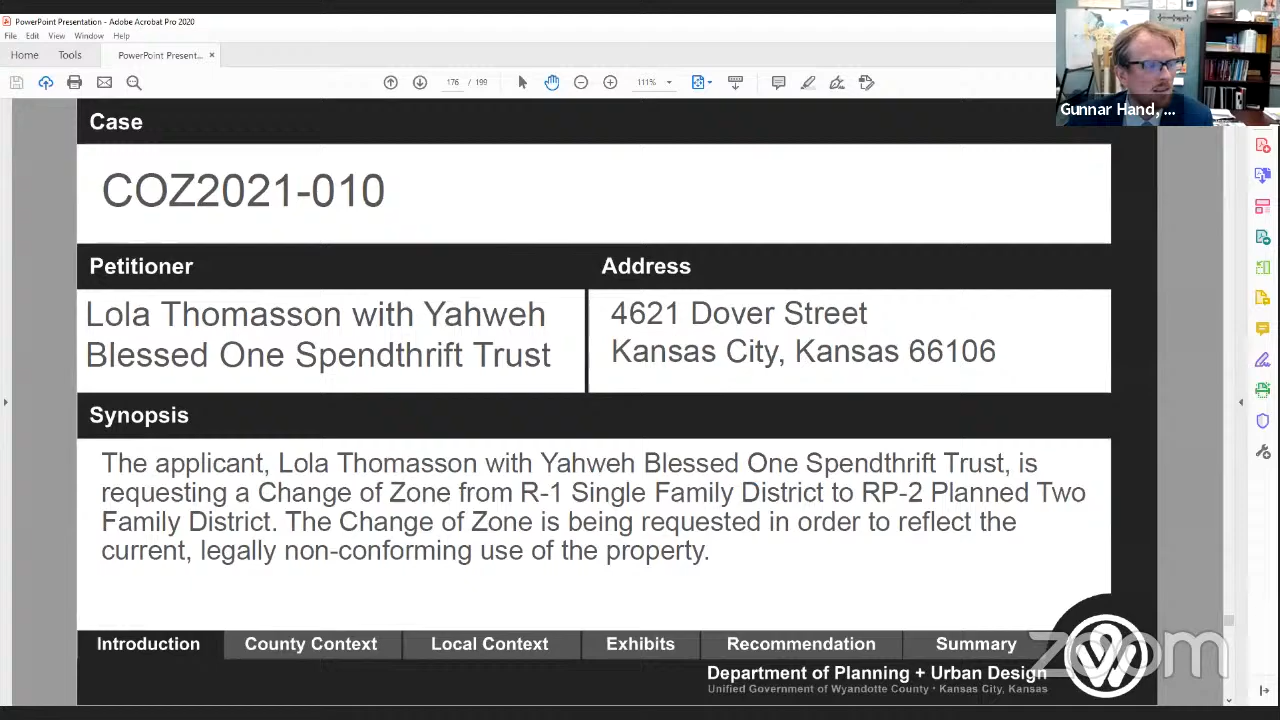 PowerPoint Presentation - Adobe Acrobat Pro 2020
File Edit View Window Help
Home Tools PowerPoint Present... ×
176 / 199 111%
Gunnar Hand, ...
Case
COZ2021-010
Petitioner Address
Lola Thomasson with Yahweh
Blessed One Spendthrift Trust
4621 Dover Street
Kansas City, Kansas 66106
Synopsis
The applicant, Lola Thomasson with Yahweh Blessed One Spendthrift Trust, is
requesting a Change of Zone from R-1 Single Family District to RP-2 Planned Two
Family District. The Change of Zone is being requested in order to reflect the
current, legally non-conforming use of the property.
Introduction County Context Local Context Exhibits Recommendation Summary
zoom
Department of Planning + Urban Design
Unified Government of Wyandotte County • Kansas City, Kansas